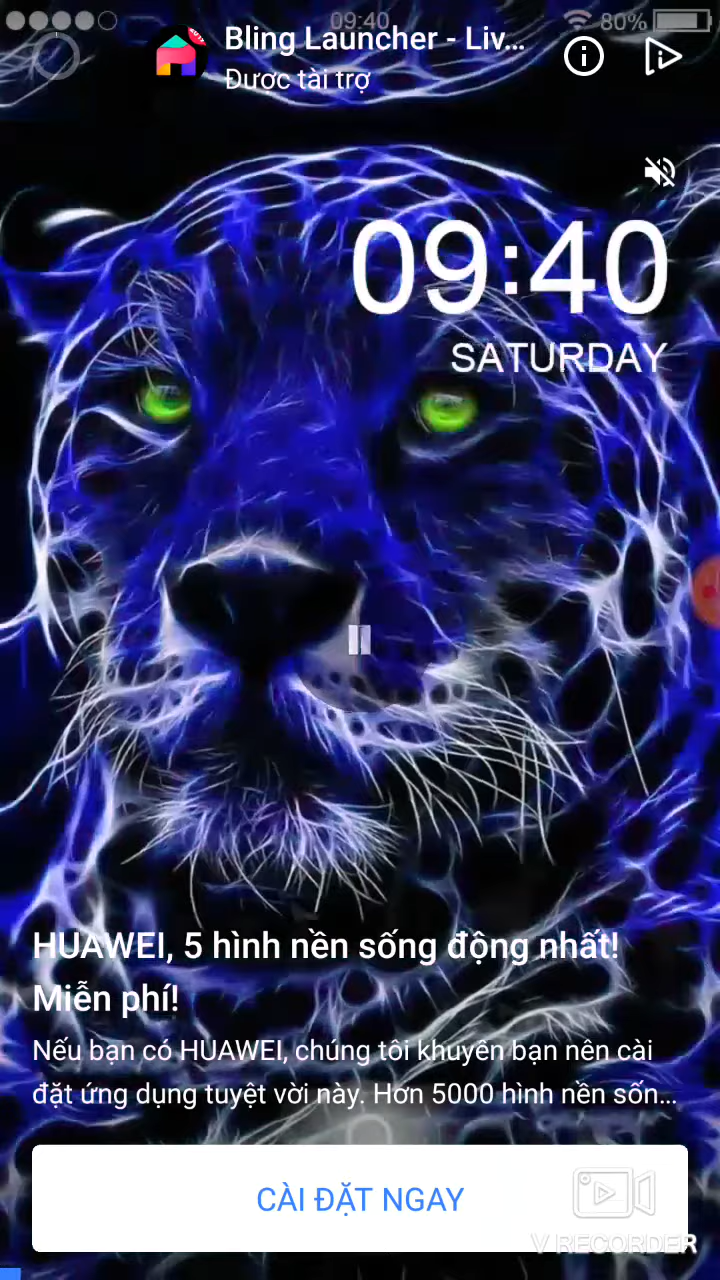 09:40
80%
Bling Launcher - Liv...
Được tài trợ
09:40
SATURDAY
HUAWEI, 5 hình nền sống động nhất!
Miễn phí!
Nếu bạn có HUAWEI, chúng tôi khuyên bạn nên cài
đặt ứng dụng tuyệt vời này. Hơn 5000 hình nền sốn...
CÀI ĐẶT NGAY
V RECORDER